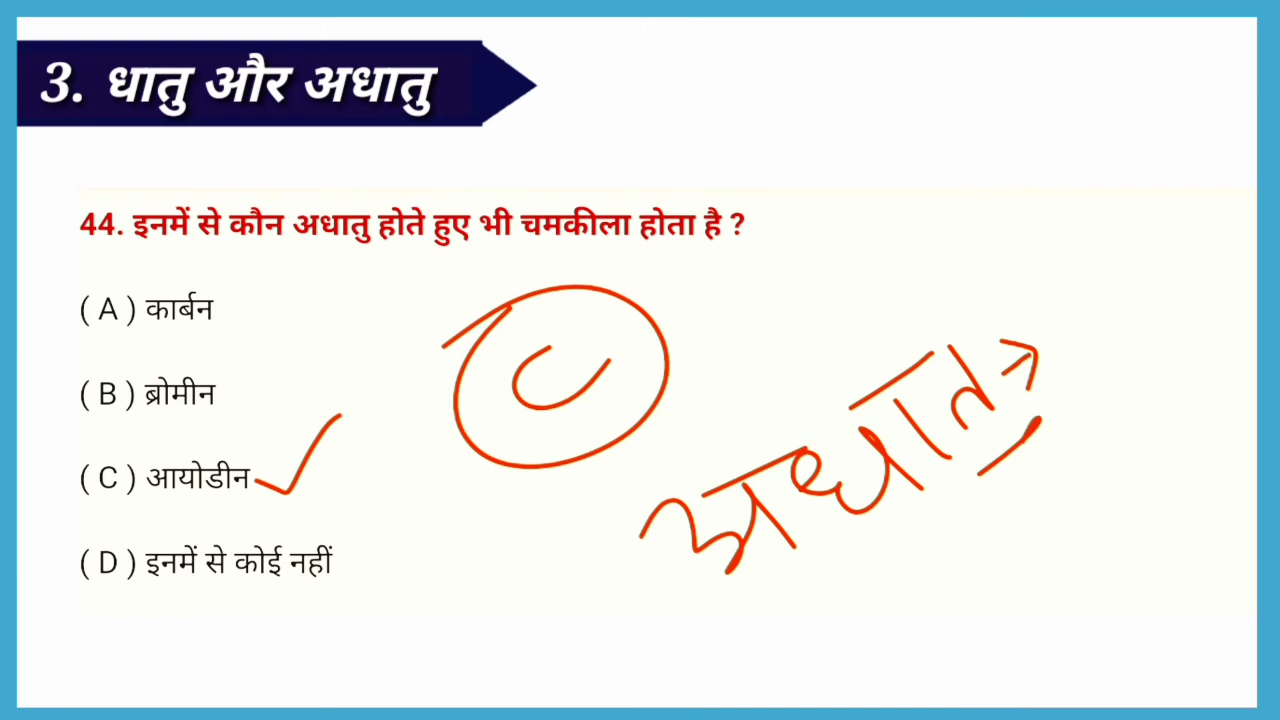 3. धातु और अधातु
44. इनमें से कौन अधातु होते हुए भी चमकीला होता है ?
( A ) कार्बन
( B ) ब्रोमीन
C
( C ) आयोडीन
अधातु
( D ) इनमें से कोई नहीं